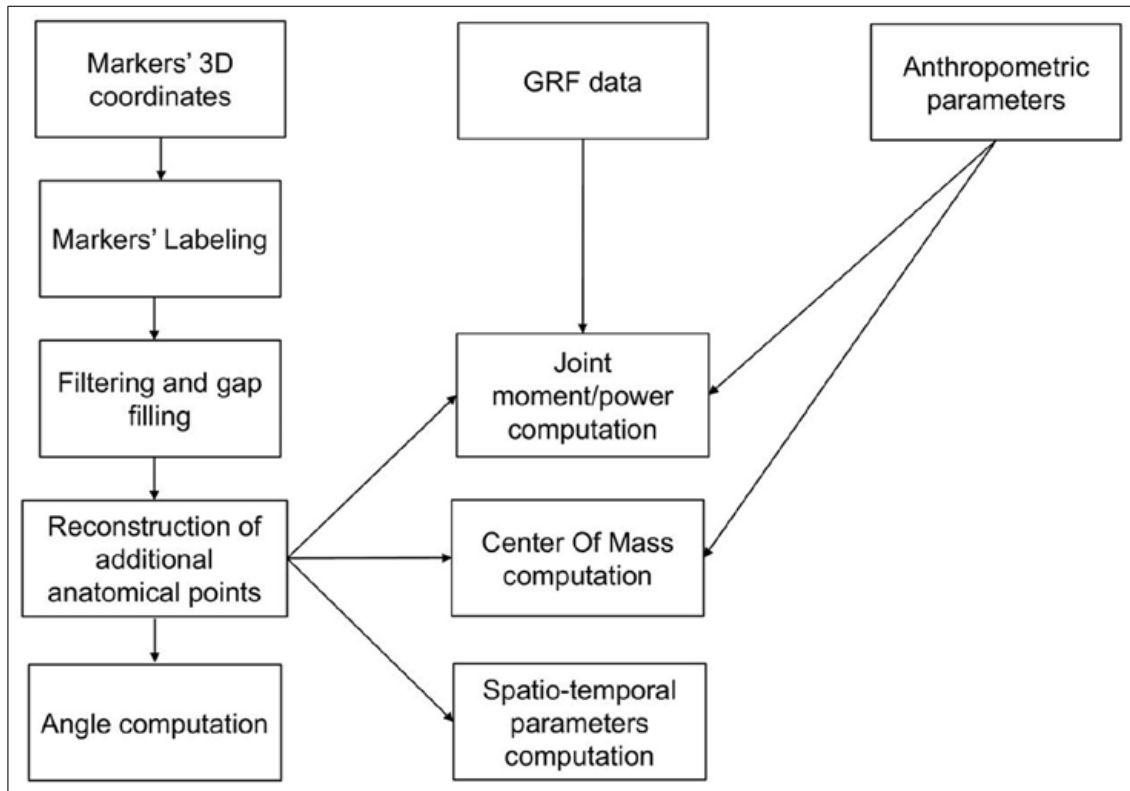 Markers' 3D
coordinates
GRF data
Anthropometric
parameters
Markers' Labeling
Filtering and gap
filling
Joint
moment/power
computation
Reconstruction of
additional
anatomical points
Center Of Mass
computation
Angle computation
Spatio-temporal
parameters
computation